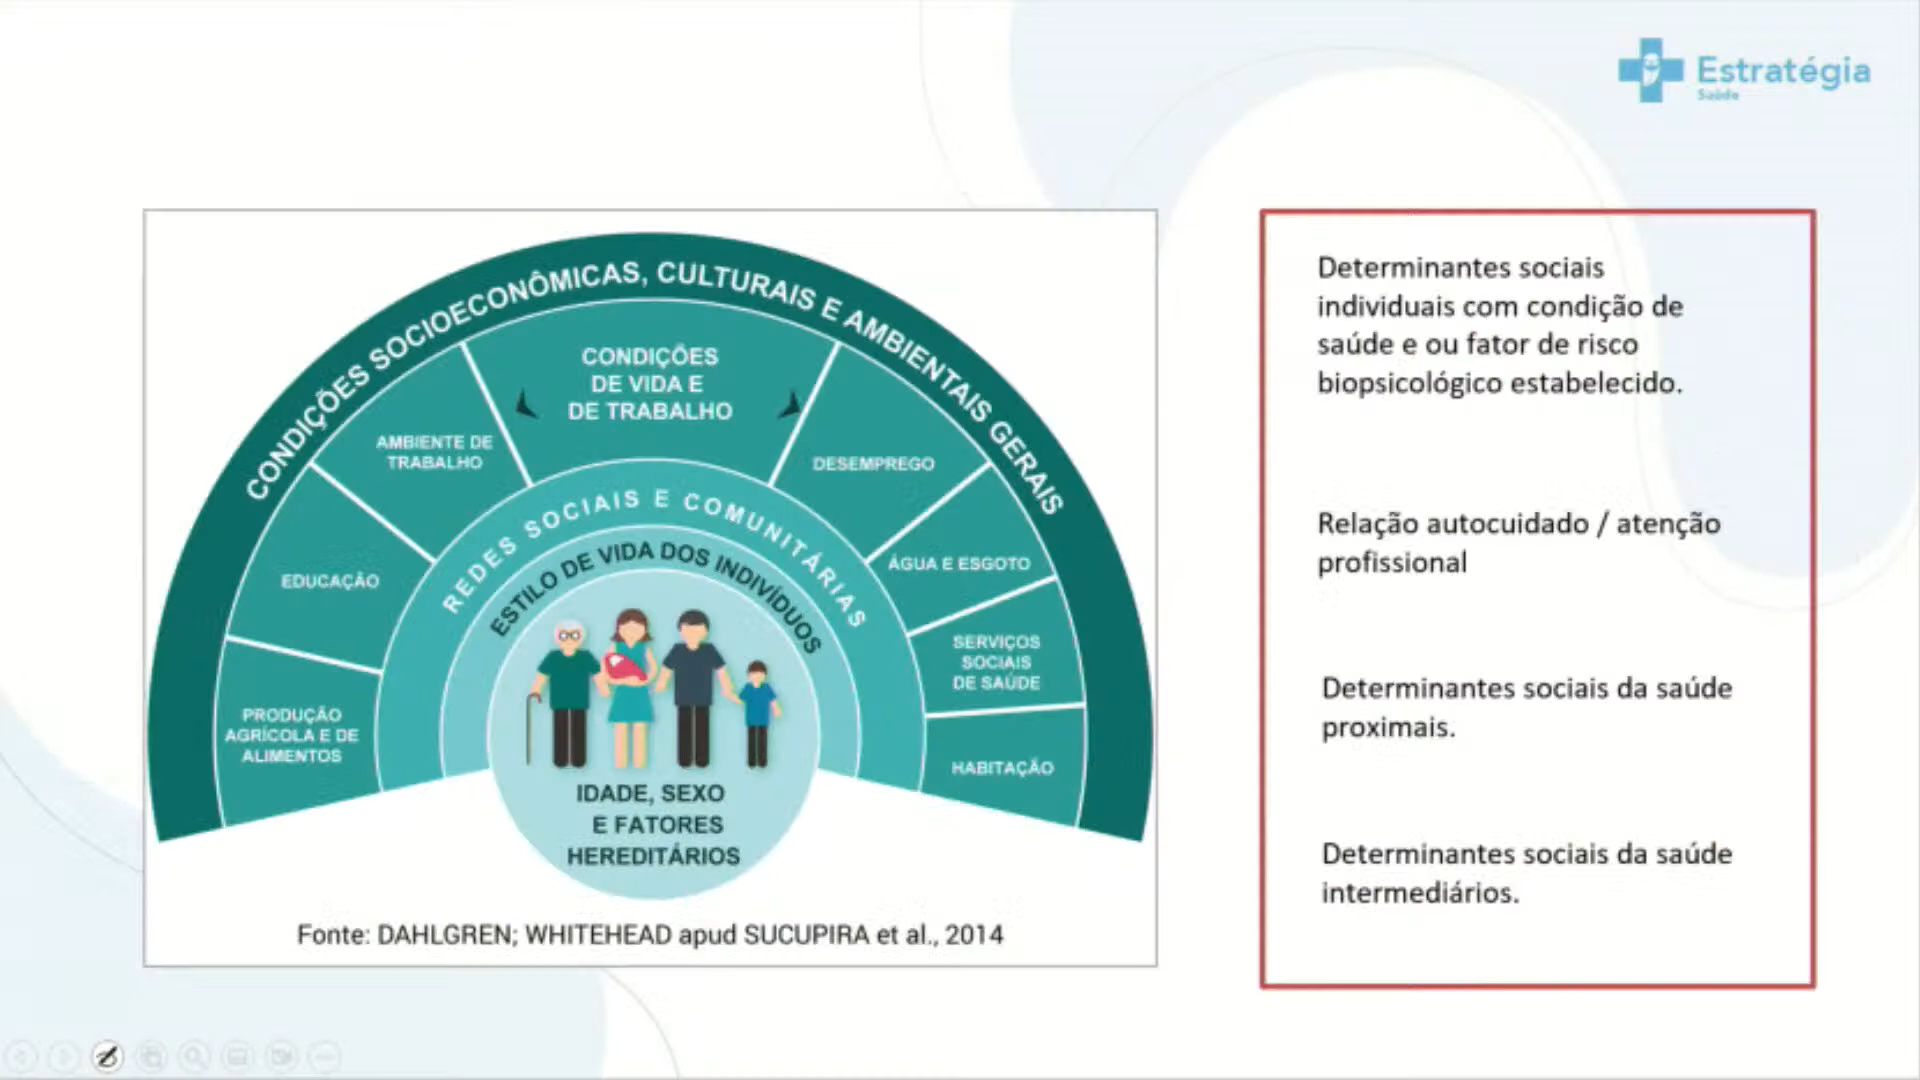 Estratégia
Saúde
CONDIÇÕES SOCIOECONÔMICAS, CULTURAIS E AMBIENTAIS GERAIS
CONDIÇÕES
DE VIDA E
DE TRABALHO
AMBIENTE DE
TRABALHO
DESEMPREGO
EDUCAÇÃO
ÁGUA E ESGOTO
PRODUÇÃO
AGRÍCOLA E DE
ALIMENTOS
SERVIÇOS
SOCIAIS
DE SAÚDE
HABITAÇÃO
REDES SOCIAIS E COMUNITÁRIAS
ESTILO DE VIDA DOS INDIVÍDUOS
IDADE, SEXO
E FATORES
HEREDITÁRIOS
Fonte: DAHLGREN; WHITEHEAD apud SUCUPIRA et al., 2014
Determinantes sociais
individuais com condição de
saúde e ou fator de risco
biopsicológico estabelecido.
Relação autocuidado / atenção
profissional
Determinantes sociais da saúde
proximais.
Determinantes sociais da saúde
intermediários.